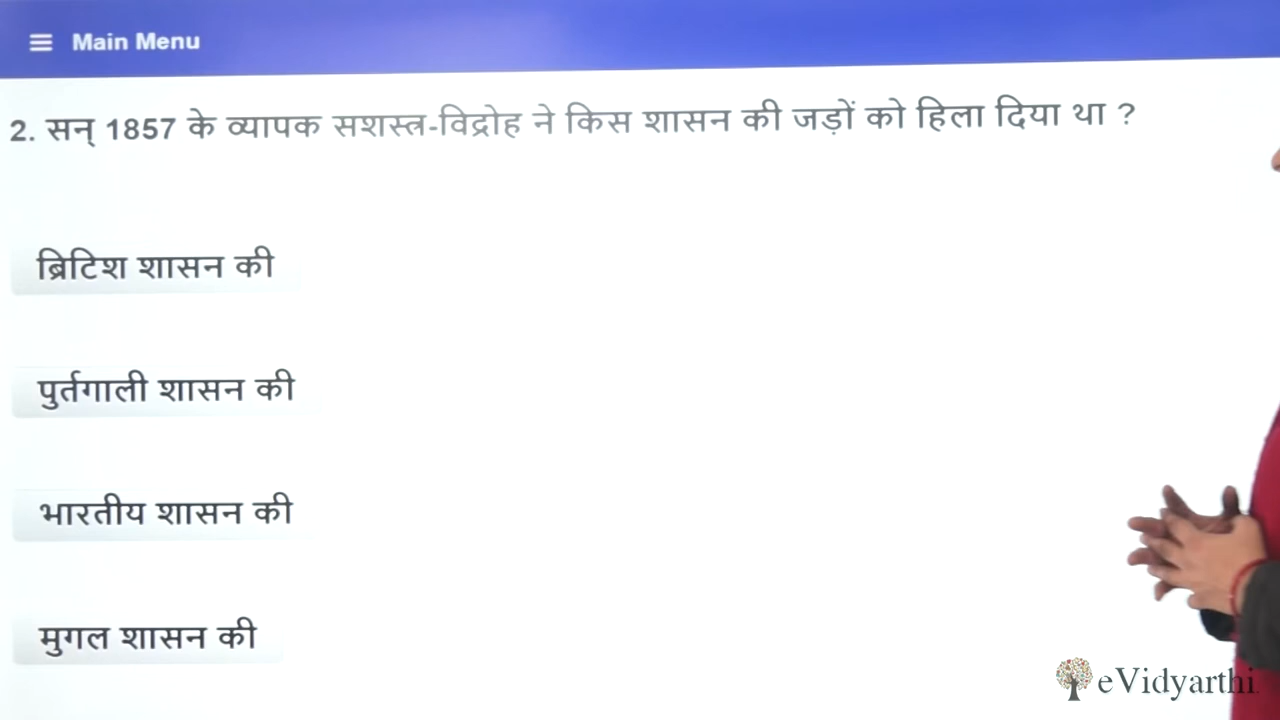 Main Menu
2. सन् 1857 के व्यापक सशस्त्र-विद्रोह ने किस शासन की जड़ों को हिला दिया था ?
ब्रिटिश शासन की
पुर्तगाली शासन की
भारतीय शासन की
मुगल शासन की
eVidyarthi